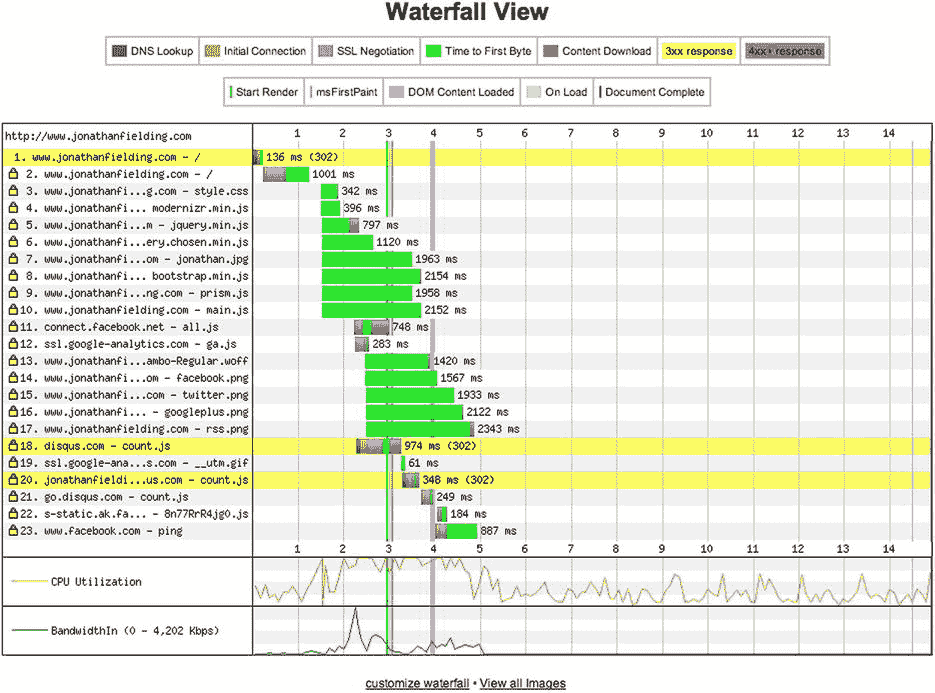 Waterfall View
DNS Lookup Initial Connection SSL Negotiation Time to First Byte Content Download 3xx response 4xx+ response
Start Render msFirstPaint DOM Content Loaded On Load Document Complete
http://www.jonathanfielding.com 1 2 3 4 5 6 7 8 9 10 11 12 13 14
1. www.jonathanfielding.com - / 136 ms (302)
2. www.jonathanfielding.com - / 1001 ms
3. www.jonathanfi...g.com - style.css 342 ms
4. www.jonathanfi... modernizr.min.js 396 ms
5. www.jonathanfi...m - jquery.min.js 797 ms
6. www.jonathanfi...ery.chosen.min.js 1120 ms
7. www.jonathanfi...om - jonathan.jpg 1963 ms
8. www.jonathanfi... bootstrap.min.js 2154 ms
9. www.jonathanfi...ng.com - prism.js 1958 ms
10. www.jonathanfielding.com - main.js 2152 ms
11. connect.facebook.net - all.js 748 ms
12. ssl.google-analytics.com - ga.js 283 ms
13. www.jonathanfi...ambo-Regular.woff 1420 ms
14. www.jonathanfi...om - facebook.png 1567 ms
15. www.jonathanfi...com - twitter.png 1933 ms
16. www.jonathanfi... - googleplus.png 2122 ms
17. www.jonathanfielding.com - rss.png 2343 ms
18. disqus.com - count.js 974 ms (302)
19. ssl.google-ana...s.com - __utm.gif 61 ms
20. jonathanfieldi...us.com - count.js 348 ms (302)
21. go.disqus.com - count.js 249 ms
22. s-static.ak.fa... - 8n77RrR4jg0.js 184 ms
23. www.facebook.com - ping 887 ms
1 2 3 4 5 6 7 8 9 10 11 12 13 14
CPU Utilization
BandwidthIn (0 - 4,202 Kbps)
customize waterfall • View all Images